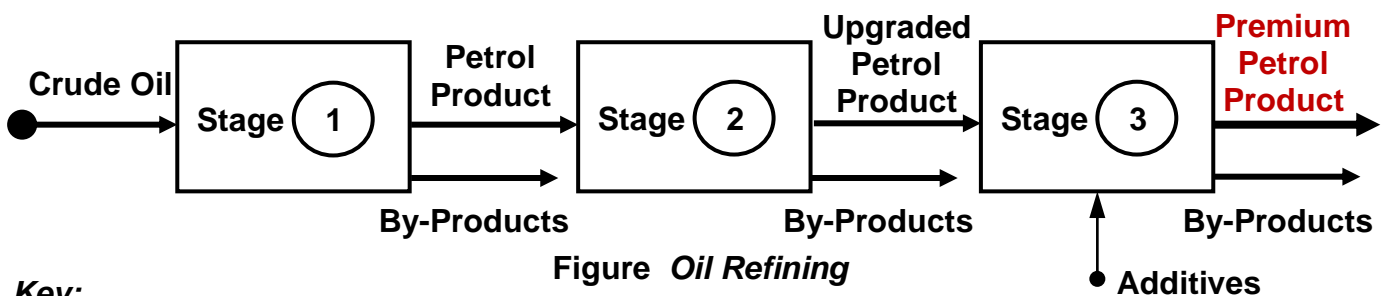 Crude Oil
Stage 1
Petrol
Product
By-Products
Stage 2
Upgraded
Petrol
Product
By-Products
Stage 3
Premium
Petrol
Product
By-Products
Additives
Figure Oil Refining
Key: